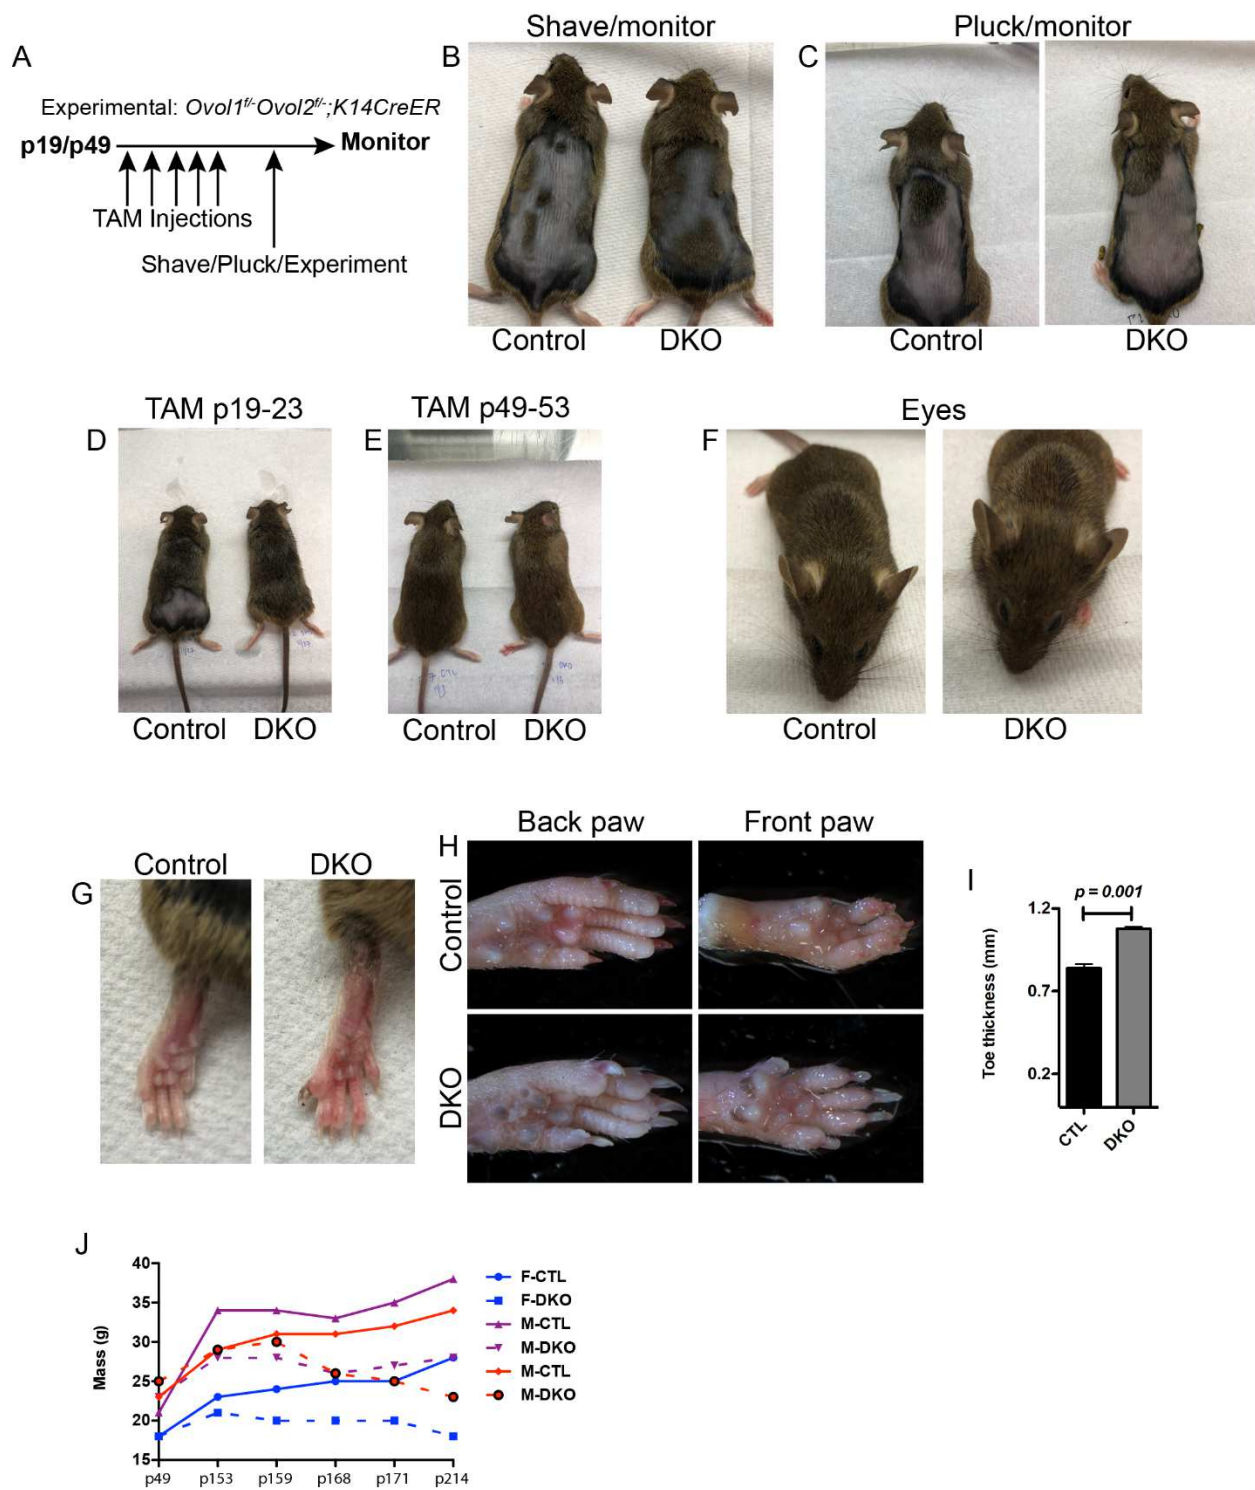 A
Experimental: Ovol1f/-Ovol2f/-;K14CreER
p19/p49
Monitor
TAM Injections
Shave/Pluck/Experiment
Shave/monitor
B
Control
DKO
Pluck/monitor
C
Control
DKO
TAM p19-23
D
Control
DKO
TAM p49-53
E
CTL
Control
DKO
Eyes
F
Control
DKO
G
Control
DKO
H
Back paw
Front paw
Control
DKO
I
p = 0.001
Toe thickness (mm)
1.2
0.7
0.2
CTL
DKO
J
Mass (g)
40
35
30
25
20
15
p49
p153
p159
p168
p171
p214
F-CTL
F-DKO
M-CTL
M-DKO
M-CTL
M-DKO